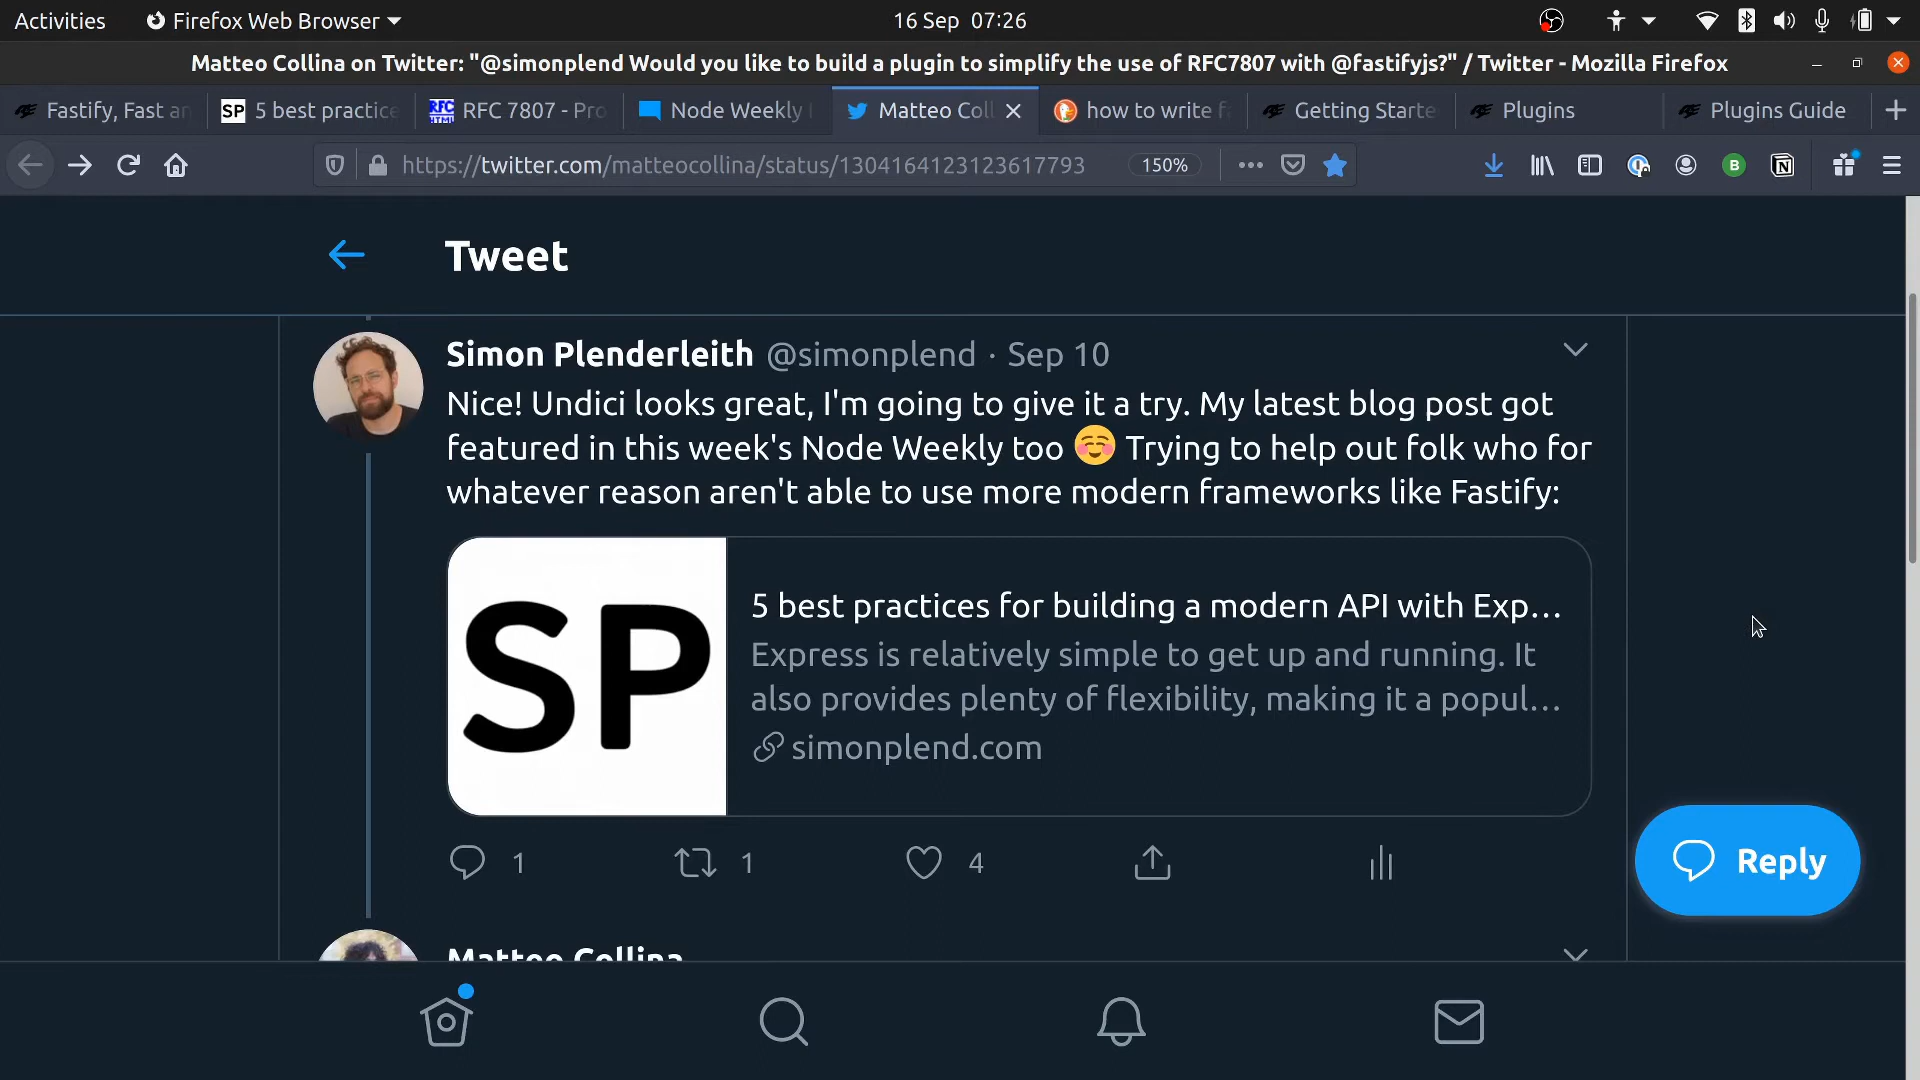 Activities
Firefox Web Browser
16 Sep 07:26
Matteo Collina on Twitter: "@simonplend Would you like to build a plugin to simplify the use of RFC7807 with @fastifyjs?" / Twitter - Mozilla Firefox
Fastify, Fast an
SP
5 best practice
RFC
HTML
RFC 7807 - Pro
Node Weekly
Matteo Coll
how to write f
Getting Starte
Plugins
Plugins Guide
https://twitter.com/matteocollina/status/1304164123123617793
150%
B
N
Tweet
Simon Plenderleith @simonplend · Sep 10
Nice! Undici looks great, I'm going to give it a try. My latest blog post got
featured in this week's Node Weekly too ☺️ Trying to help out folk who for
whatever reason aren't able to use more modern frameworks like Fastify:
SP
5 best practices for building a modern API with Exp...
Express is relatively simple to get up and running. It
also provides plenty of flexibility, making it a popul...
simonplend.com
1
1
4
Reply
Matteo Collina